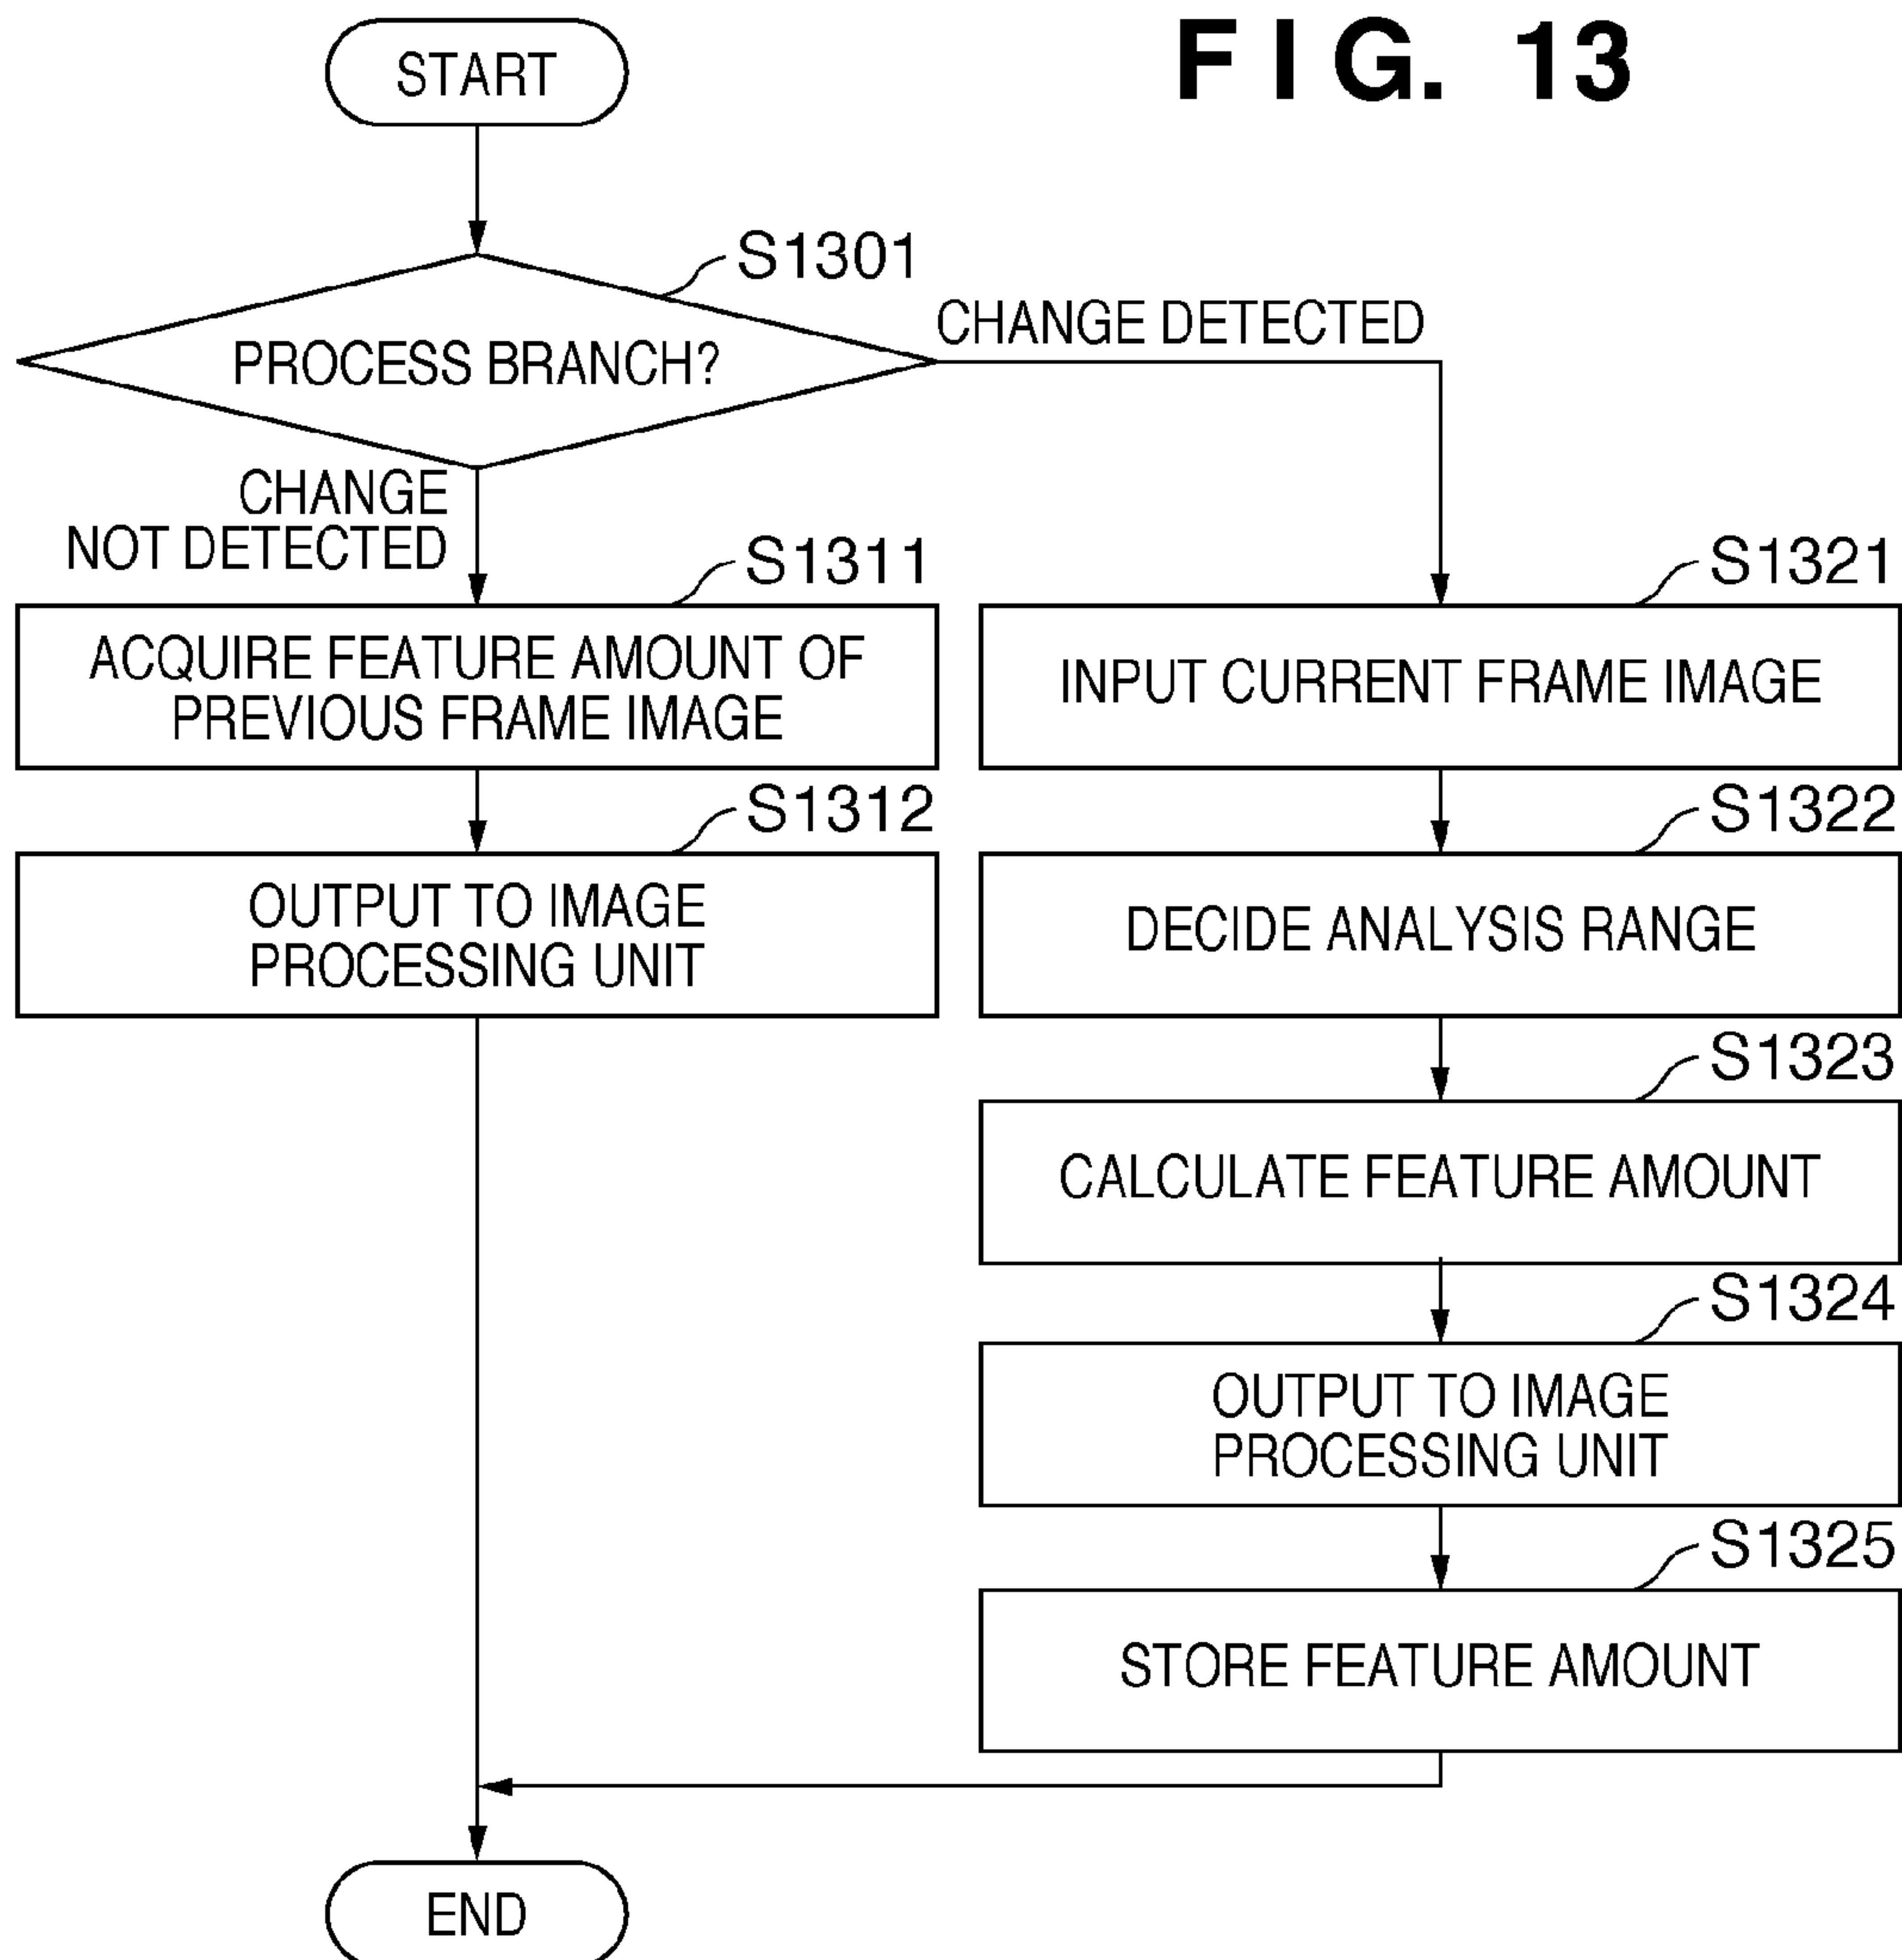 FIG. 13
START
S1301
PROCESS BRANCH?
CHANGE DETECTED
CHANGE
NOT DETECTED
S1311
ACQUIRE FEATURE AMOUNT OF
PREVIOUS FRAME IMAGE
S1312
OUTPUT TO IMAGE
PROCESSING UNIT
S1321
INPUT CURRENT FRAME IMAGE
S1322
DECIDE ANALYSIS RANGE
S1323
CALCULATE FEATURE AMOUNT
S1324
OUTPUT TO IMAGE
PROCESSING UNIT
S1325
STORE FEATURE AMOUNT
END